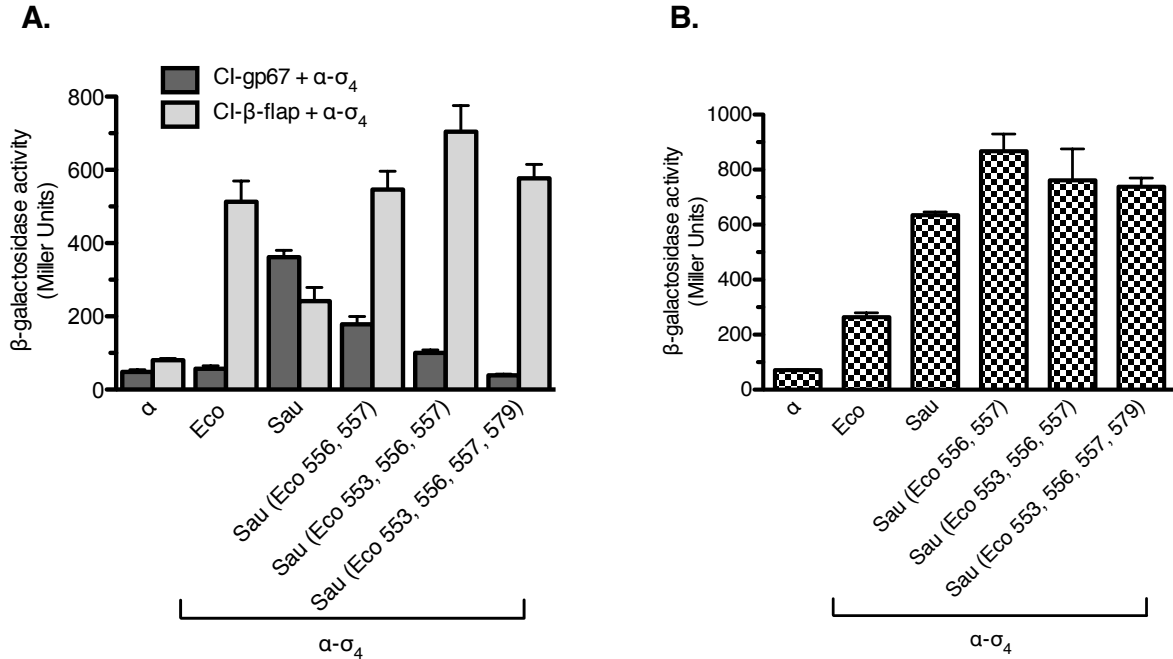 A.
CI-gp67 + α-σ4
CI-β-flap + α-σ4
β-galactosidase activity
(Miller Units)
800
600
400
200
0
α
Eco
Sau
Sau (Eco 556, 557)
Sau (Eco 553, 556, 557)
Sau (Eco 553, 556, 557, 579)
α-σ4
B.
β-galactosidase activity
(Miller Units)
1000
800
600
400
200
0
α
Eco
Sau
Sau (Eco 556, 557)
Sau (Eco 553, 556, 557)
Sau (Eco 553, 556, 557, 579)
α-σ4